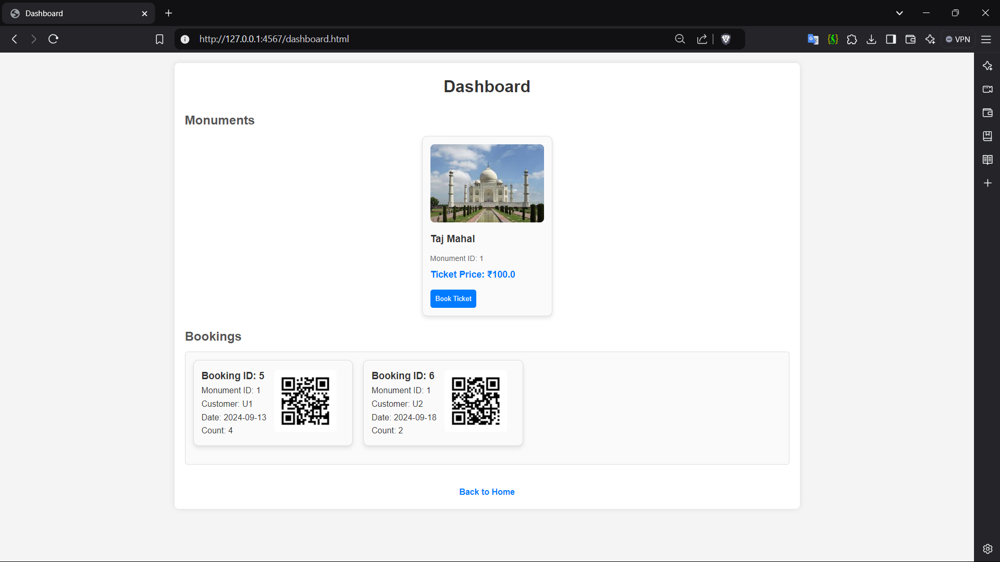 Dashboard
http://127.0.0.1:4567/dashboard.html
VPN
Dashboard
Monuments
Taj Mahal
Monument ID: 1
Ticket Price: ₹100.0
Book Ticket
Bookings
Booking ID: 5
Monument ID: 1
Customer: U1
Date: 2024-09-13
Count: 4
Booking ID: 6
Monument ID: 1
Customer: U2
Date: 2024-09-18
Count: 2
Back to Home